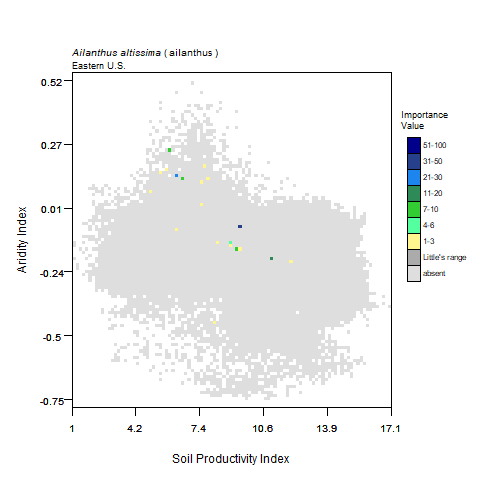 Ailanthus altissima ( ailanthus )
Eastern U.S.
0.52
0.27
0.01
-0.24
-0.5
-0.75
Aridity Index
1 4.2 7.4 10.6 13.9 17.1
Soil Productivity Index
Importance
Value
51-100
31-50
21-30
11-20
7-10
4-6
1-3
Little's range
absent